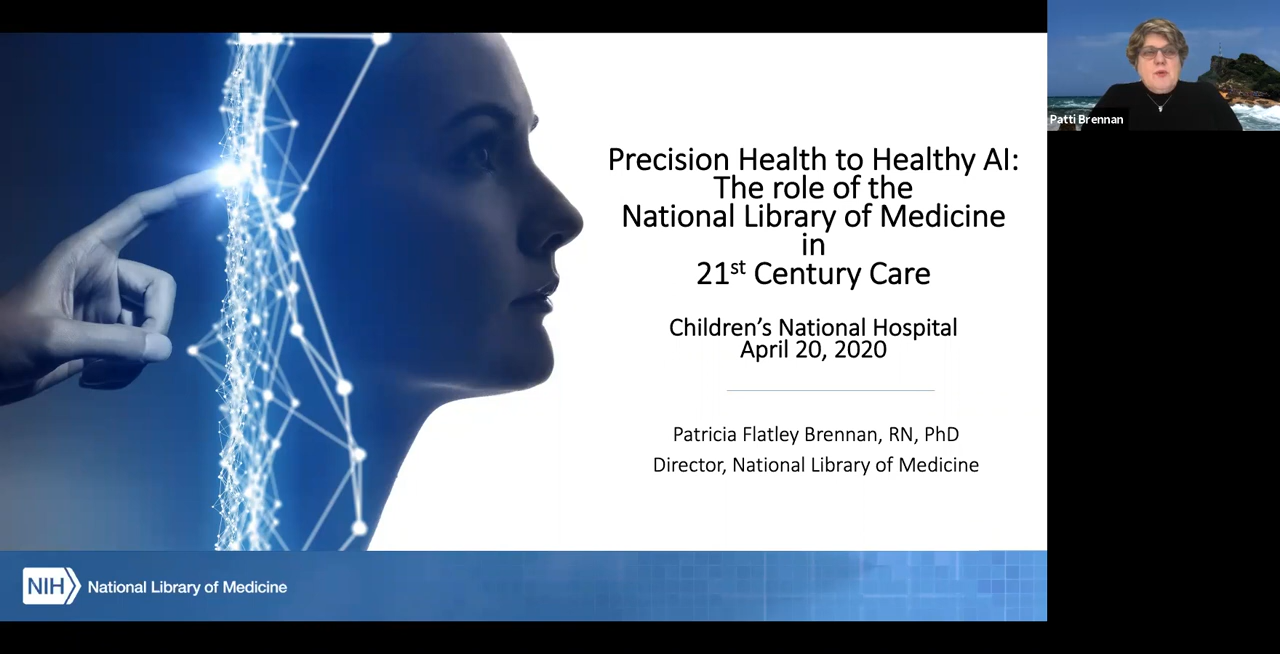 Precision Health to Healthy AI:
The role of the
National Library of Medicine
in
21st Century Care
Children's National Hospital
April 20, 2020
Patricia Flatley Brennan, RN, PhD
Director, National Library of Medicine
NIH National Library of Medicine
Patti Brennan